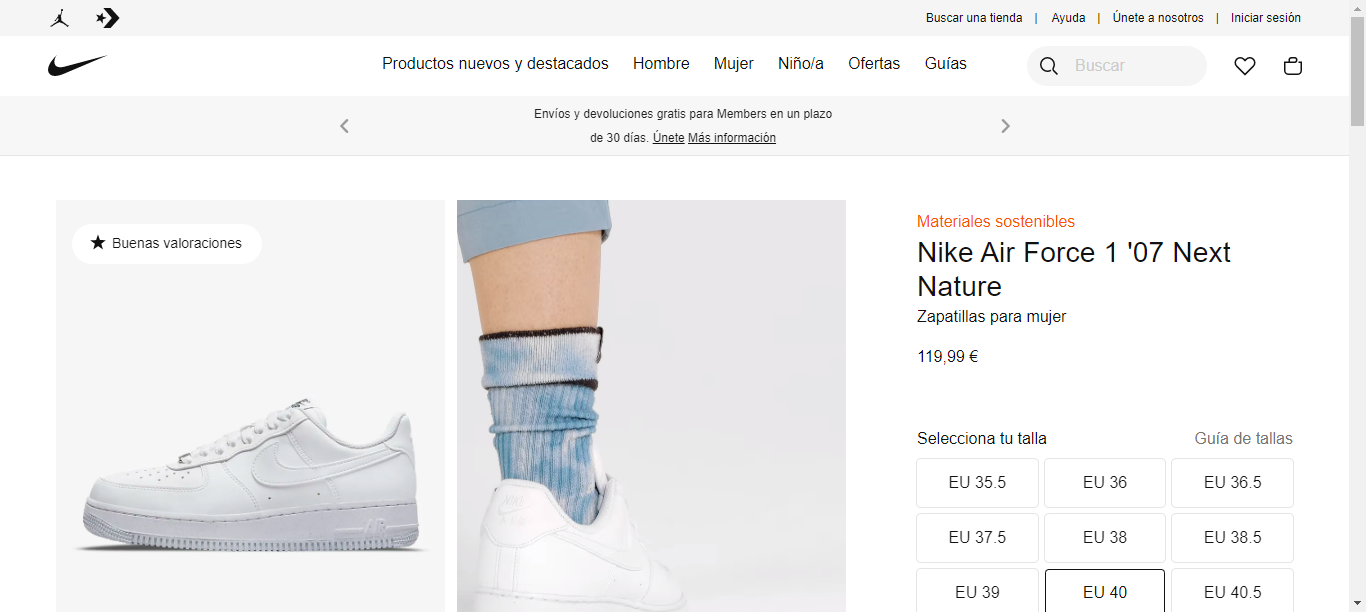 Buscar una tienda | Ayuda | Únete a nosotros | Iniciar sesión
Productos nuevos y destacados Hombre Mujer Niño/a Ofertas Guías Buscar
Envíos y devoluciones gratis para Members en un plazo
de 30 días. Únete Más información
Buenas valoraciones
Materiales sostenibles
Nike Air Force 1 '07 Next
Nature
Zapatillas para mujer
119,99 €
Selecciona tu talla Guía de tallas
EU 35.5 EU 36 EU 36.5
EU 37.5 EU 38 EU 38.5
EU 39 EU 40 EU 40.5